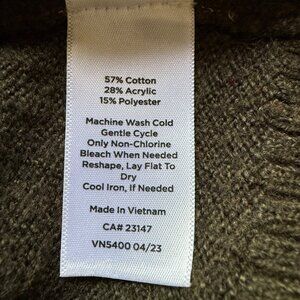 57% Cotton
28% Acrylic
15% Polyester
Machine Wash Cold
Gentle Cycle
Only Non-Chlorine
Bleach When Needed
Reshape, Lay Flat To
Dry
Cool Iron, If Needed
Made In Vietnam
CA# 23147
VN5400 04/23